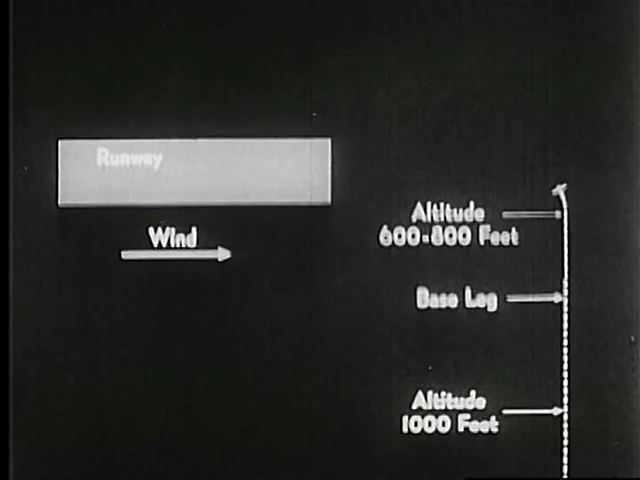 Runway
Wind
Altitude
600-800 Feet
Base Leg
Altitude
1000 Feet